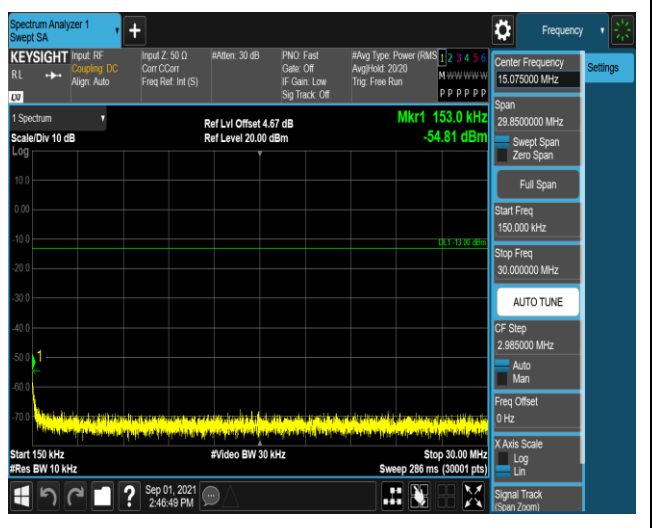 Spectrum Analyzer 1
Swept SA
+
Frequency
KEYSIGHT
RL
LXI
Input: RF
Coupling: DC
Align: Auto
Input Z: 50 Ω
Corr CCorr
Freq Ref: Int (S)
#Atten: 30 dB
PNO: Fast
Gate: Off
IF Gain: Low
Sig Track: Off
#Avg Type: Power (RMS
Avg|Hold: 20/20
Trig: Free Run
1 2 3 4 5 6
M W W W W W
P P P P P P
Center Frequency
15.075000 MHz
Settings
Span
29.8500000 MHz
Swept Span
Zero Span
Full Span
Start Freq
150.000 kHz
Stop Freq
30.000000 MHz
AUTO TUNE
CF Step
2.985000 MHz
Auto
Man
Freq Offset
0 Hz
X Axis Scale
Log
Lin
Signal Track
(Span Zoom)
1 Spectrum
Scale/Div 10 dB
Log
Ref Lvl Offset 4.67 dB
Ref Level 20.00 dBm
Mkr1 153.0 kHz
-54.81 dBm
10.0
0.00
-10.0
DL1 -13.00 dBm
-20.0
-30.0
-40.0
-50.0
1
-60.0
-70.0
Start 150 kHz
#Res BW 10 kHz
#Video BW 30 kHz
Stop 30.00 MHz
Sweep 286 ms (30001 pts)
?
Sep 01, 2021
2:46:49 PM